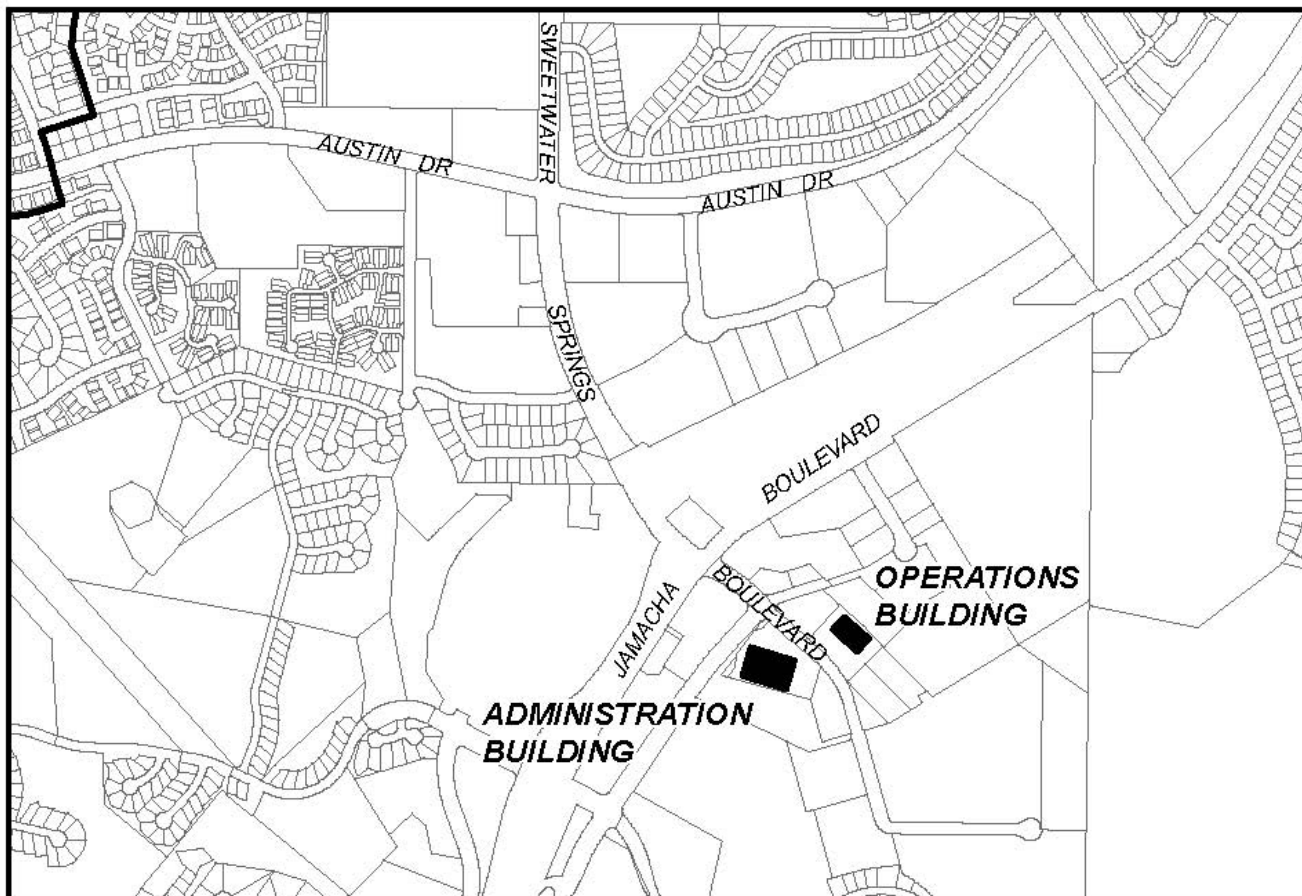 SWEETWATER
AUSTIN DR
AUSTIN DR
SPRINGS
BOULEVARD
JAMACHA
BOULEVARD
OPERATIONS
BUILDING
ADMINISTRATION
BUILDING